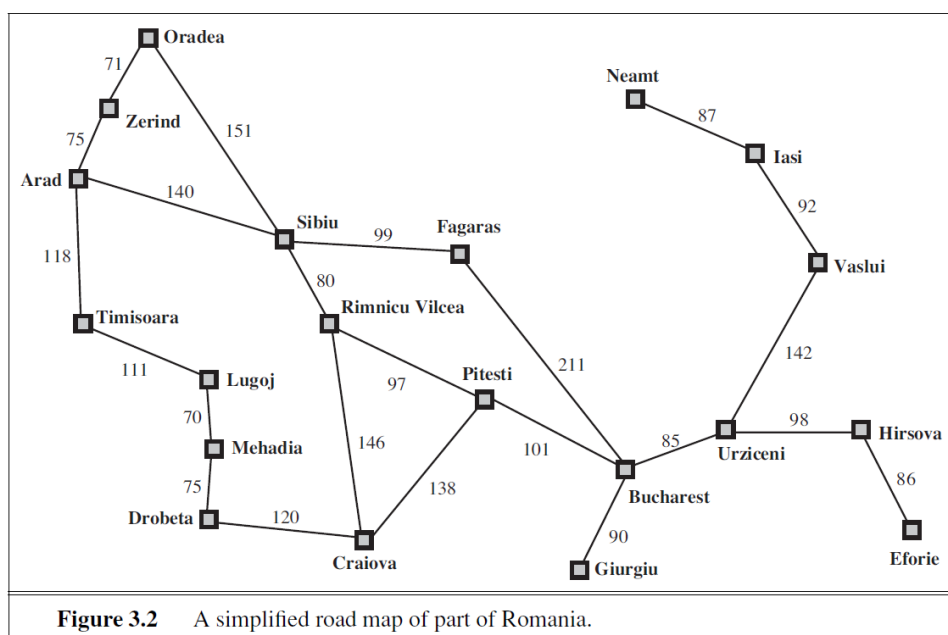 Oradea
71
Neamt
Zerind
87
151
75
Iasi
Arad
140
92
Sibiu
99
Fagaras
118
Vaslui
80
Timisoara
Rimnicu Vilcea
142
111
Lugoj
97
Pitesti
211
70
98
Hirsova
Mehadia
146
101
85
Urziceni
75
138
Bucharest
86
Drobeta
120
90
Craiova
Giurgiu
Eforie
Figure 3.2 A simplified road map of part of Romania.